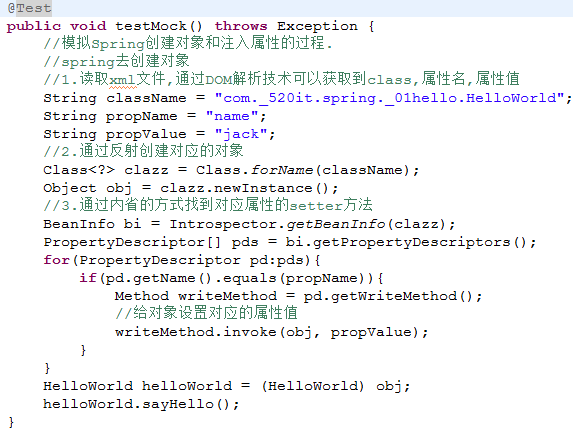 @Test
public void testMock() throws Exception {
    //模拟Spring创建对象和注入属性的过程.
    //spring去创建对象
    //1.读取xml文件,通过DOM解析技术可以获取到class,属性名,属性值
    String className = "com._520it.spring._01hello.HelloWorld";
    String propName = "name";
    String propValue = "jack";
    //2.通过反射创建对应的对象
    Class<?> clazz = Class.forName(className);
    Object obj = clazz.newInstance();
    //3.通过内省的方式找到对应属性的setter方法
    BeanInfo bi = Introspector.getBeanInfo(clazz);
    PropertyDescriptor[] pds = bi.getPropertyDescriptors();
    for(PropertyDescriptor pd:pds){
        if(pd.getName().equals(propName)){
            Method writeMethod = pd.getWriteMethod();
            //给对象设置对应的属性值
            writeMethod.invoke(obj, propValue);
        }
    }
    HelloWorld helloWorld = (HelloWorld) obj;
    helloWorld.sayHello();
}